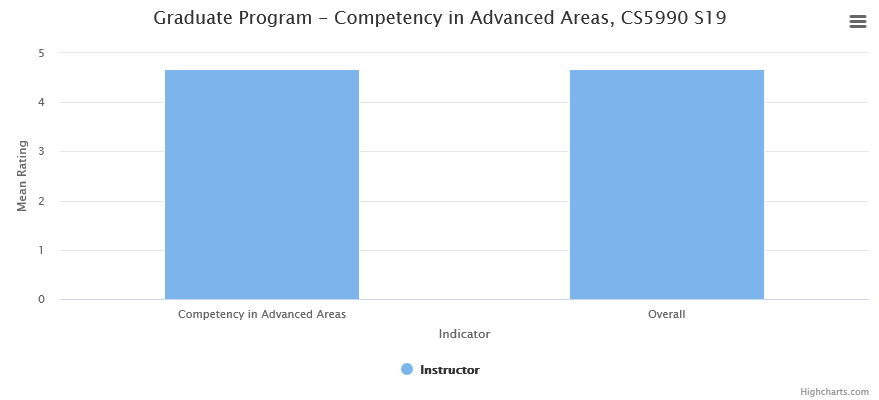 Graduate Program – Competency in Advanced Areas, CS5990 S19
5
4
3
2
1
0
Mean Rating
Competency in Advanced Areas
Overall
Indicator
Instructor
Highcharts.com